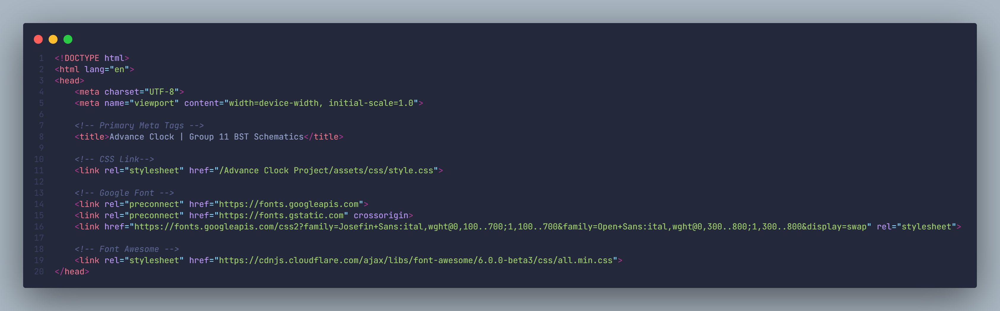 1 <!DOCTYPE html>
2 <html lang="en">
3 <head>
4     <meta charset="UTF-8">
5     <meta name="viewport" content="width=device-width, initial-scale=1.0">
6
7     <!-- Primary Meta Tags -->
8     <title>Advance Clock | Group 11 BST Schematics</title>
9
10     <!-- CSS Link-->
11     <link rel="stylesheet" href="/Advance Clock Project/assets/css/style.css">
12
13     <!-- Google Font -->
14     <link rel="preconnect" href="https://fonts.googleapis.com">
15     <link rel="preconnect" href="https://fonts.gstatic.com" crossorigin>
16     <link href="https://fonts.googleapis.com/css2?family=Josefin+Sans:ital,wght@0,100..700;1,100..700&family=Open+Sans:ital,wght@0,300..800;1,300..800&display=swap" rel="stylesheet">
17
18     <!-- Font Awesome -->
19     <link rel="stylesheet" href="https://cdnjs.cloudflare.com/ajax/libs/font-awesome/6.0.0-beta3/css/all.min.css">
20 </head>